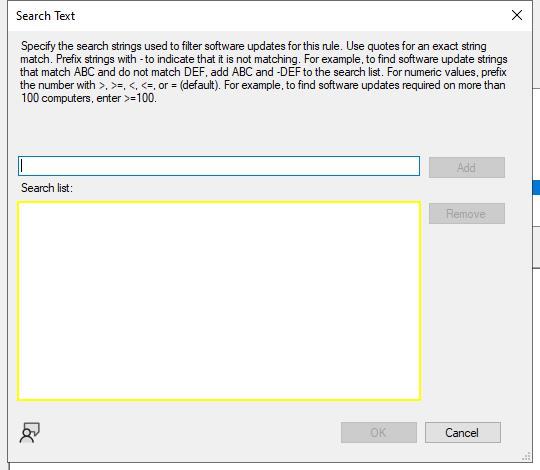 Search Text
Specify the search strings used to filter software updates for this rule. Use quotes for an exact string
match. Prefix strings with - to indicate that it is not matching. For example, to find software update strings
that match ABC and do not match DEF, add ABC and -DEF to the search list. For numeric values, prefix
the number with >, >=, <, <=, or = (default). For example, to find software updates required on more than
100 computers, enter >=100.
Add
Search list:
Remove
OK
Cancel